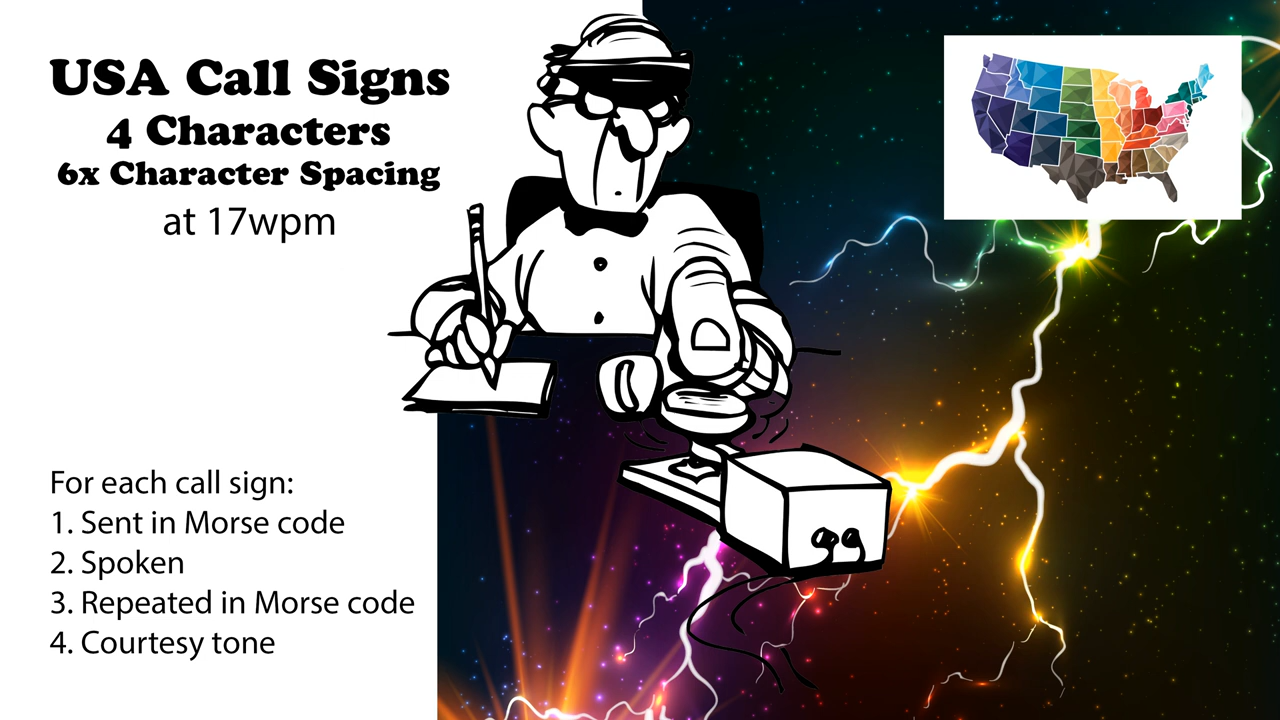 USA Call Signs
4 Characters
6x Character Spacing
at 17wpm
For each call sign:
1. Sent in Morse code
2. Spoken
3. Repeated in Morse code
4. Courtesy tone